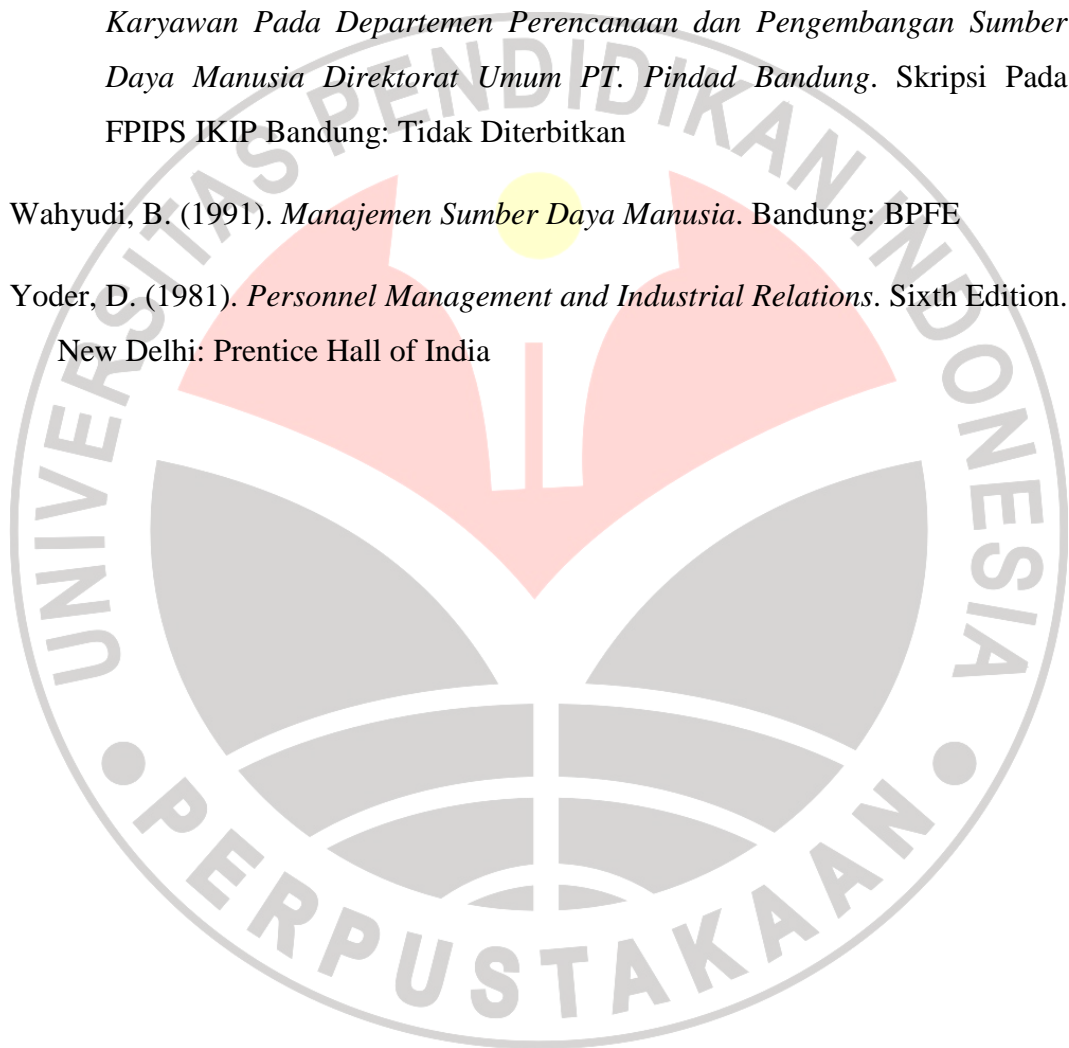 Karyawan Pada Departemen Perencanaan dan Pengembangan Sumber
Daya Manusia Direktorat Umum PT. Pindad Bandung. Skripsi Pada
FPIPS IKIP Bandung: Tidak Diterbitkan
Wahyudi, B. (1991). Manajemen Sumber Daya Manusia. Bandung: BPFE
Yoder, D. (1981). Personnel Management and Industrial Relations. Sixth Edition.
New Delhi: Prentice Hall of India
UNIVERSITAS PENDIDIKAN INDONESIA
PERPUSTAKAAN